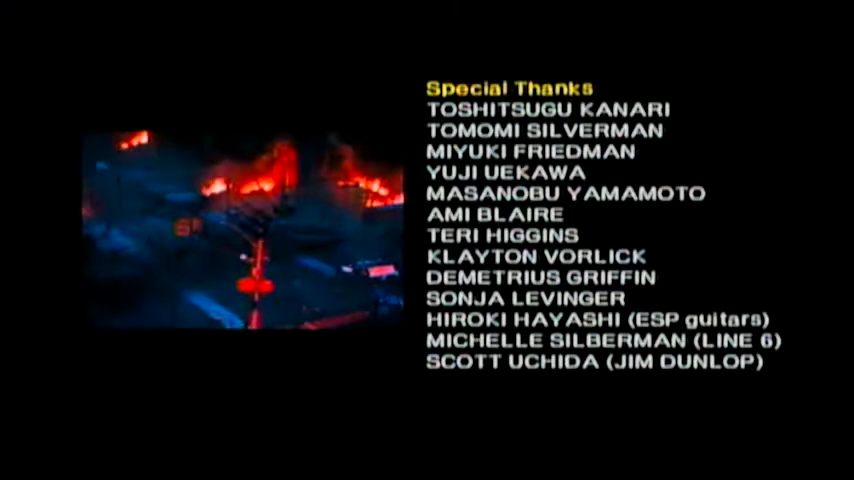 Special Thanks
TOSHITSUGU KANARI
TOMOMI SILVERMAN
MIYUKI FRIEDMAN
YUJI UEKAWA
MASANOBU YAMAMOTO
AMI BLAIRE
TERI HIGGINS
KLAYTON VORLICK
DEMETRIUS GRIFFIN
SONJA LEVINGER
HIROKI HAYASHI (ESP guitars)
MICHELLE SILBERMAN (LINE 6)
SCOTT UCHIDA (JIM DUNLOP)